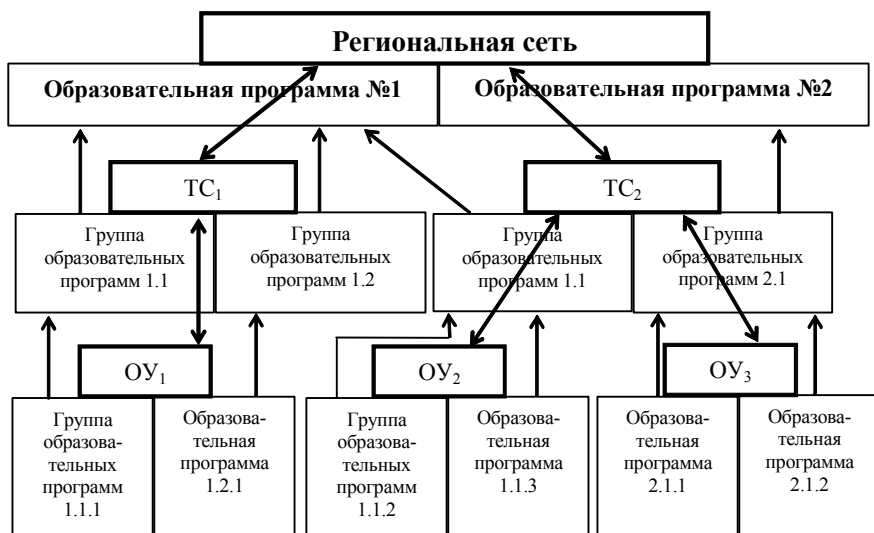 Региональная сеть
Образовательная программа №1
Образовательная программа №2
ТС₁
ТС₂
Группа
образовательных
программ 1.1
Группа
образовательных
программ 1.2
Группа
образовательных
программ 1.1
Группа
образовательных
программ 2.1
ОУ₁
ОУ₂
ОУ₃
Группа
образова-
тельных
программ
1.1.1
Образова-
тельная
программа
1.2.1
Группа
образова-
тельных
программ
1.1.2
Образова-
тельная
программа
1.1.3
Образова-
тельная
программа
2.1.1
Образова-
тельная
программа
2.1.2